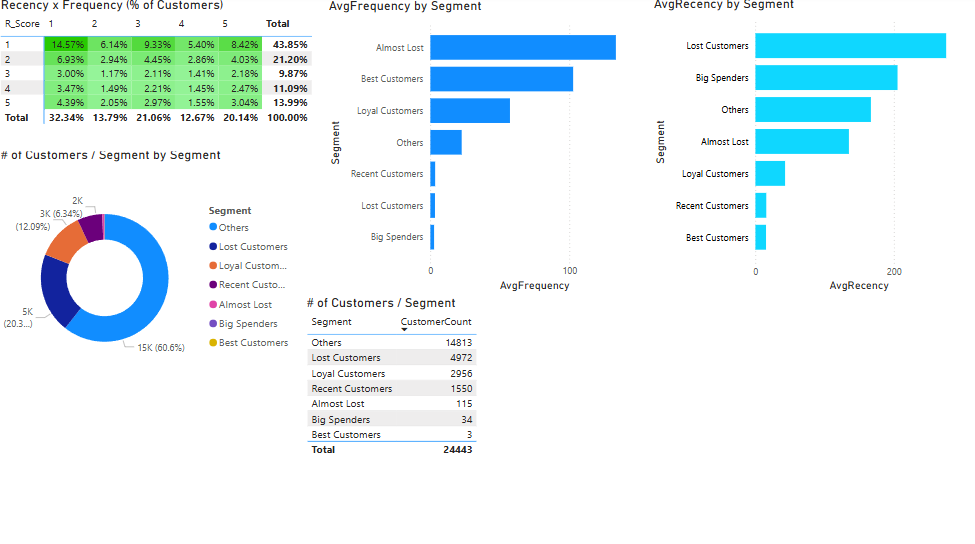 Recency x Frequency (% of Customers)
R_Score 1 2 3 4 5 Total
1 14.57% 6.14% 9.33% 5.40% 8.42% 43.85%
2 6.93% 2.94% 4.45% 2.86% 4.03% 21.20%
3 3.00% 1.17% 2.11% 1.41% 2.18% 9.87%
4 3.47% 1.49% 2.21% 1.45% 2.47% 11.09%
5 4.39% 2.05% 2.97% 1.55% 3.04% 13.99%
Total 32.34% 13.79% 21.06% 12.67% 20.14% 100.00%
# of Customers / Segment by Segment
2K
3K (6.34%)
(12.09%)
5K
(20.3...)
15K (60.6%)
Segment
Others
Lost Customers
Loyal Custom...
Recent Custo...
Almost Lost
Big Spenders
Best Customers
AvgFrequency by Segment
Segment
Almost Lost
Best Customers
Loyal Customers
Others
Recent Customers
Lost Customers
Big Spenders
0 100
AvgFrequency
# of Customers / Segment
Segment CustomerCount
Others 14813
Lost Customers 4972
Loyal Customers 2956
Recent Customers 1550
Almost Lost 115
Big Spenders 34
Best Customers 3
Total 24443
AvgRecency by Segment
Segment
Lost Customers
Big Spenders
Others
Almost Lost
Loyal Customers
Recent Customers
Best Customers
0 200
AvgRecency